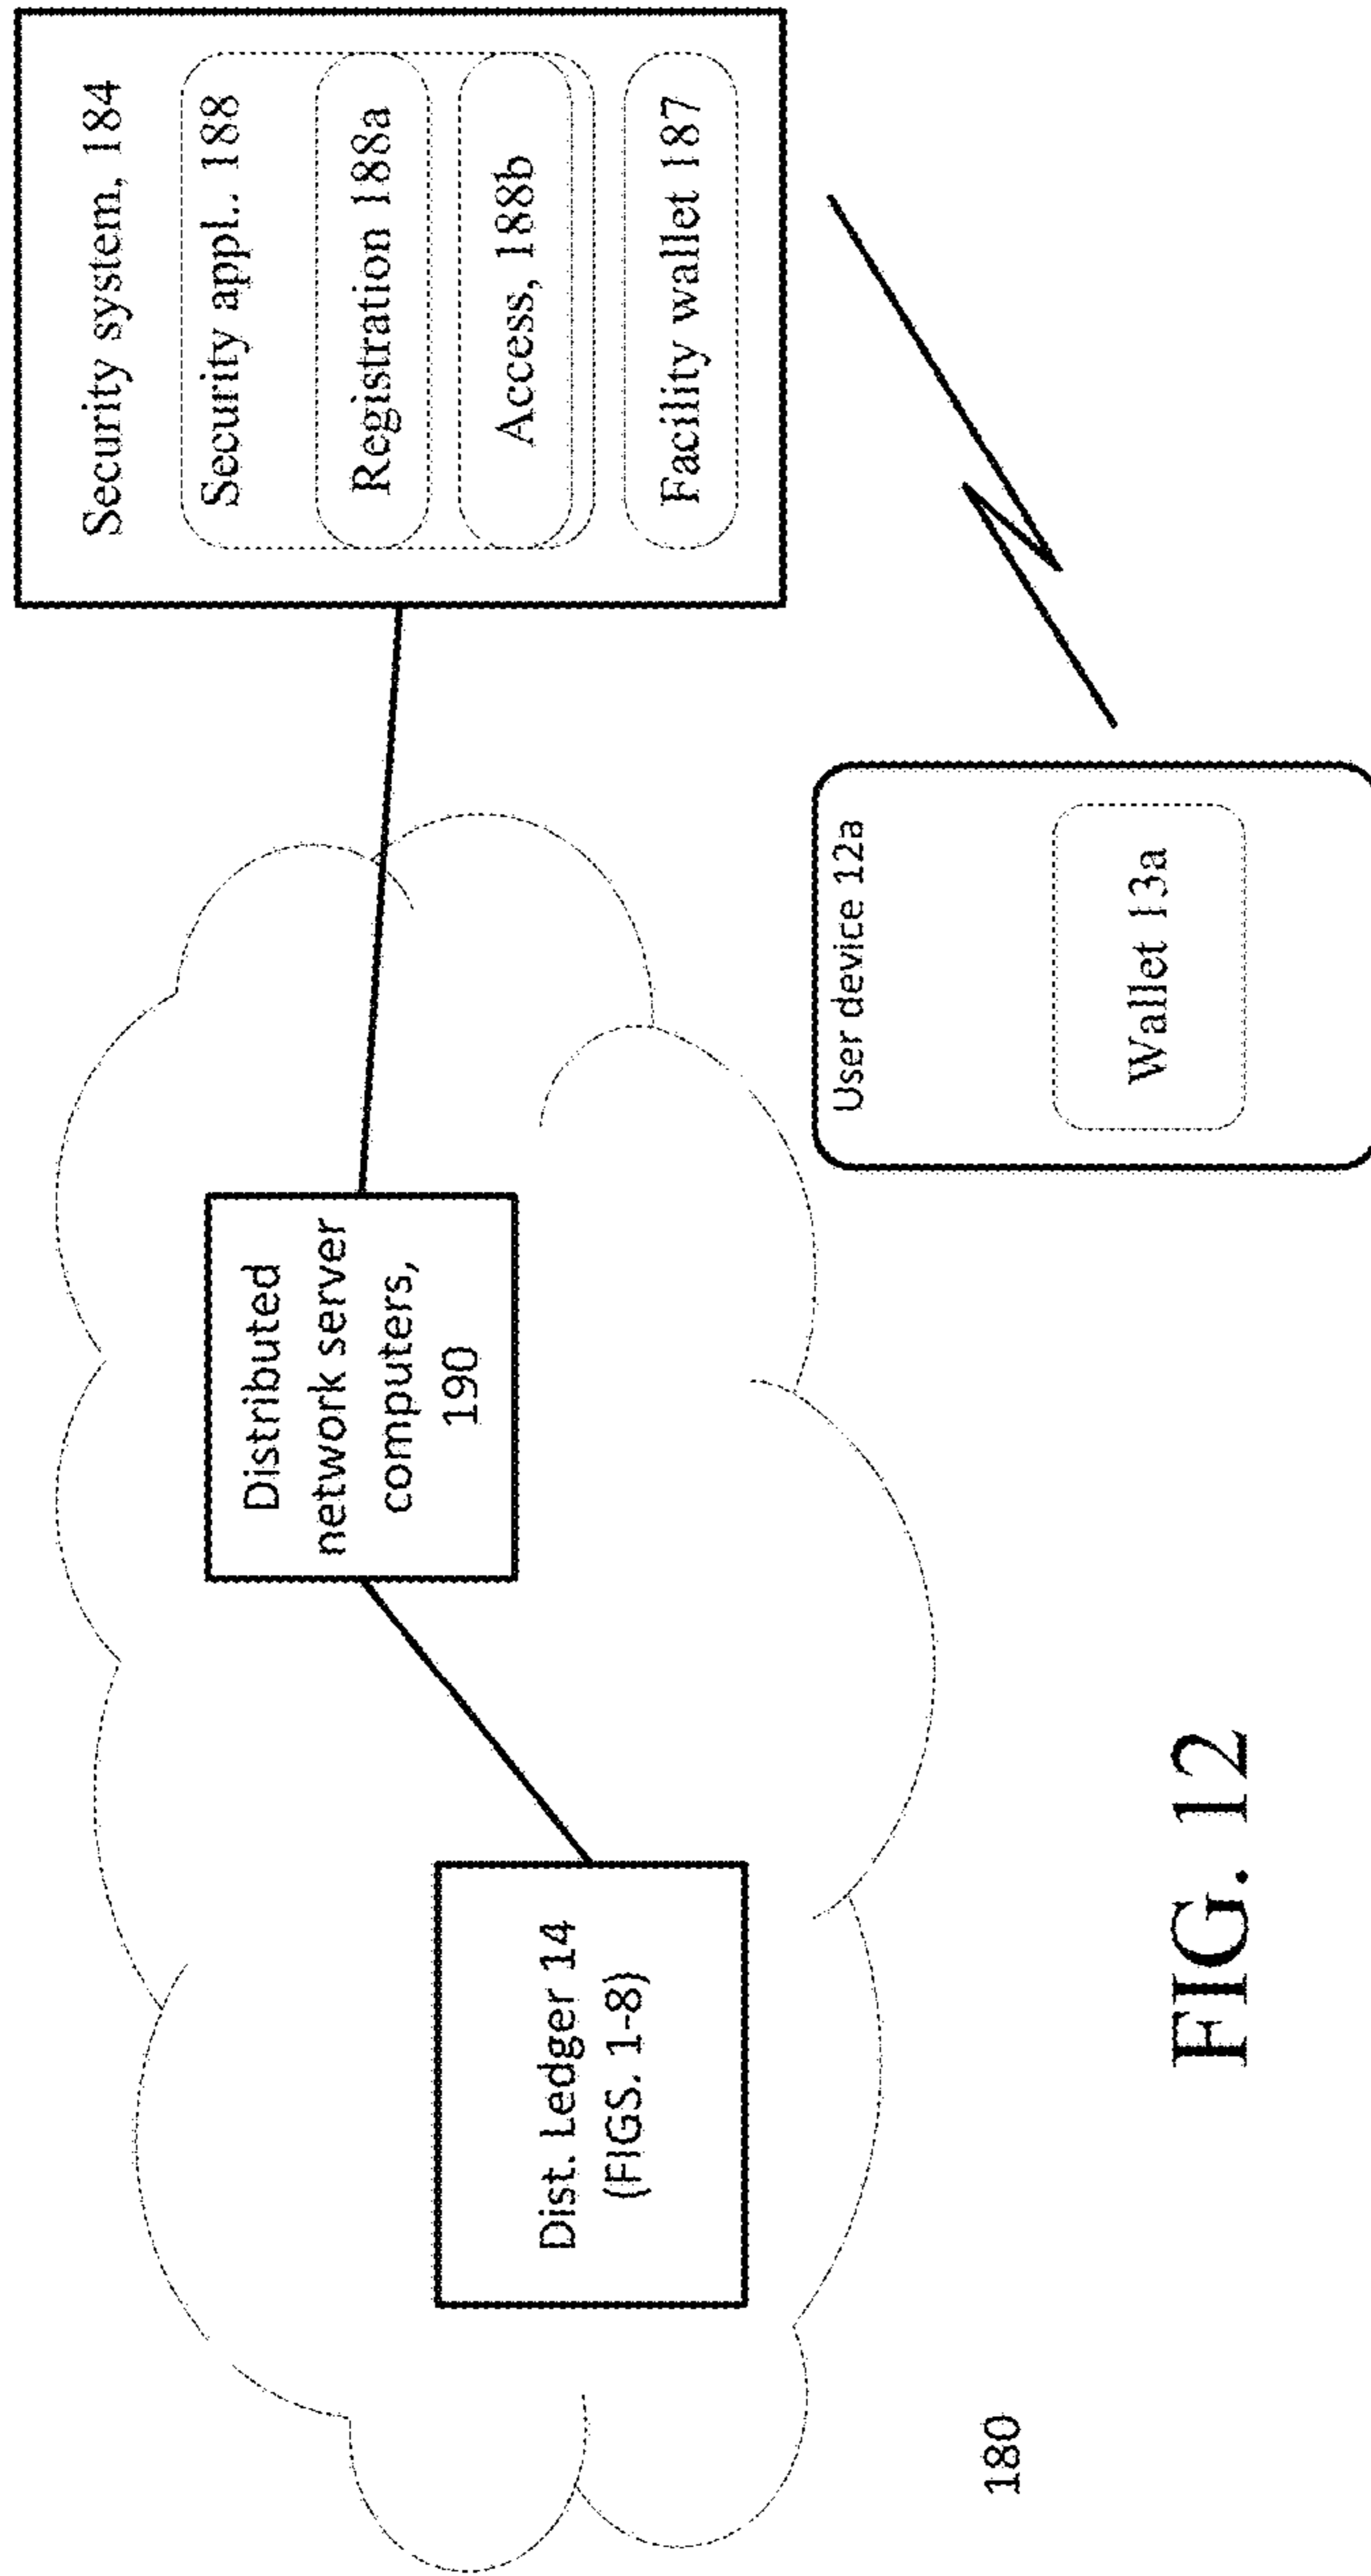 Security system, 184
Security appl.. 188
Registration 188a
Access, 188b
Facility wallet 187
Distributed
network server
computers,
190
Dist. Ledger 14
(FIGS. 1-8)
User device 12a
Wallet 13a
180
FIG. 12